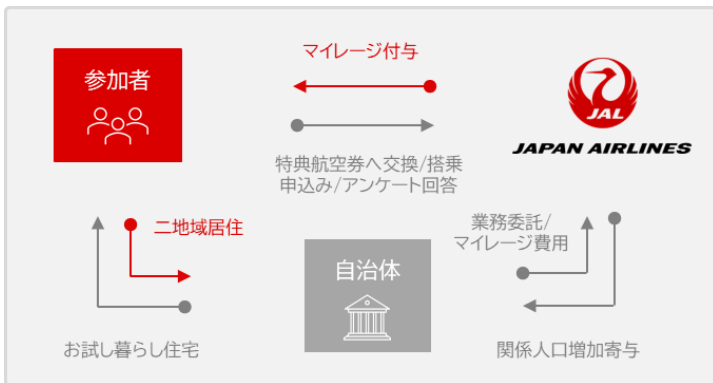 マイレージ付与
参加者
JAL
JAPAN AIRLINES
特典航空券へ交換/搭乗
申込み/アンケート回答
二地域居住
業務委託/
マイレージ費用
自治体
お試し暮らし住宅
関係人口増加寄与